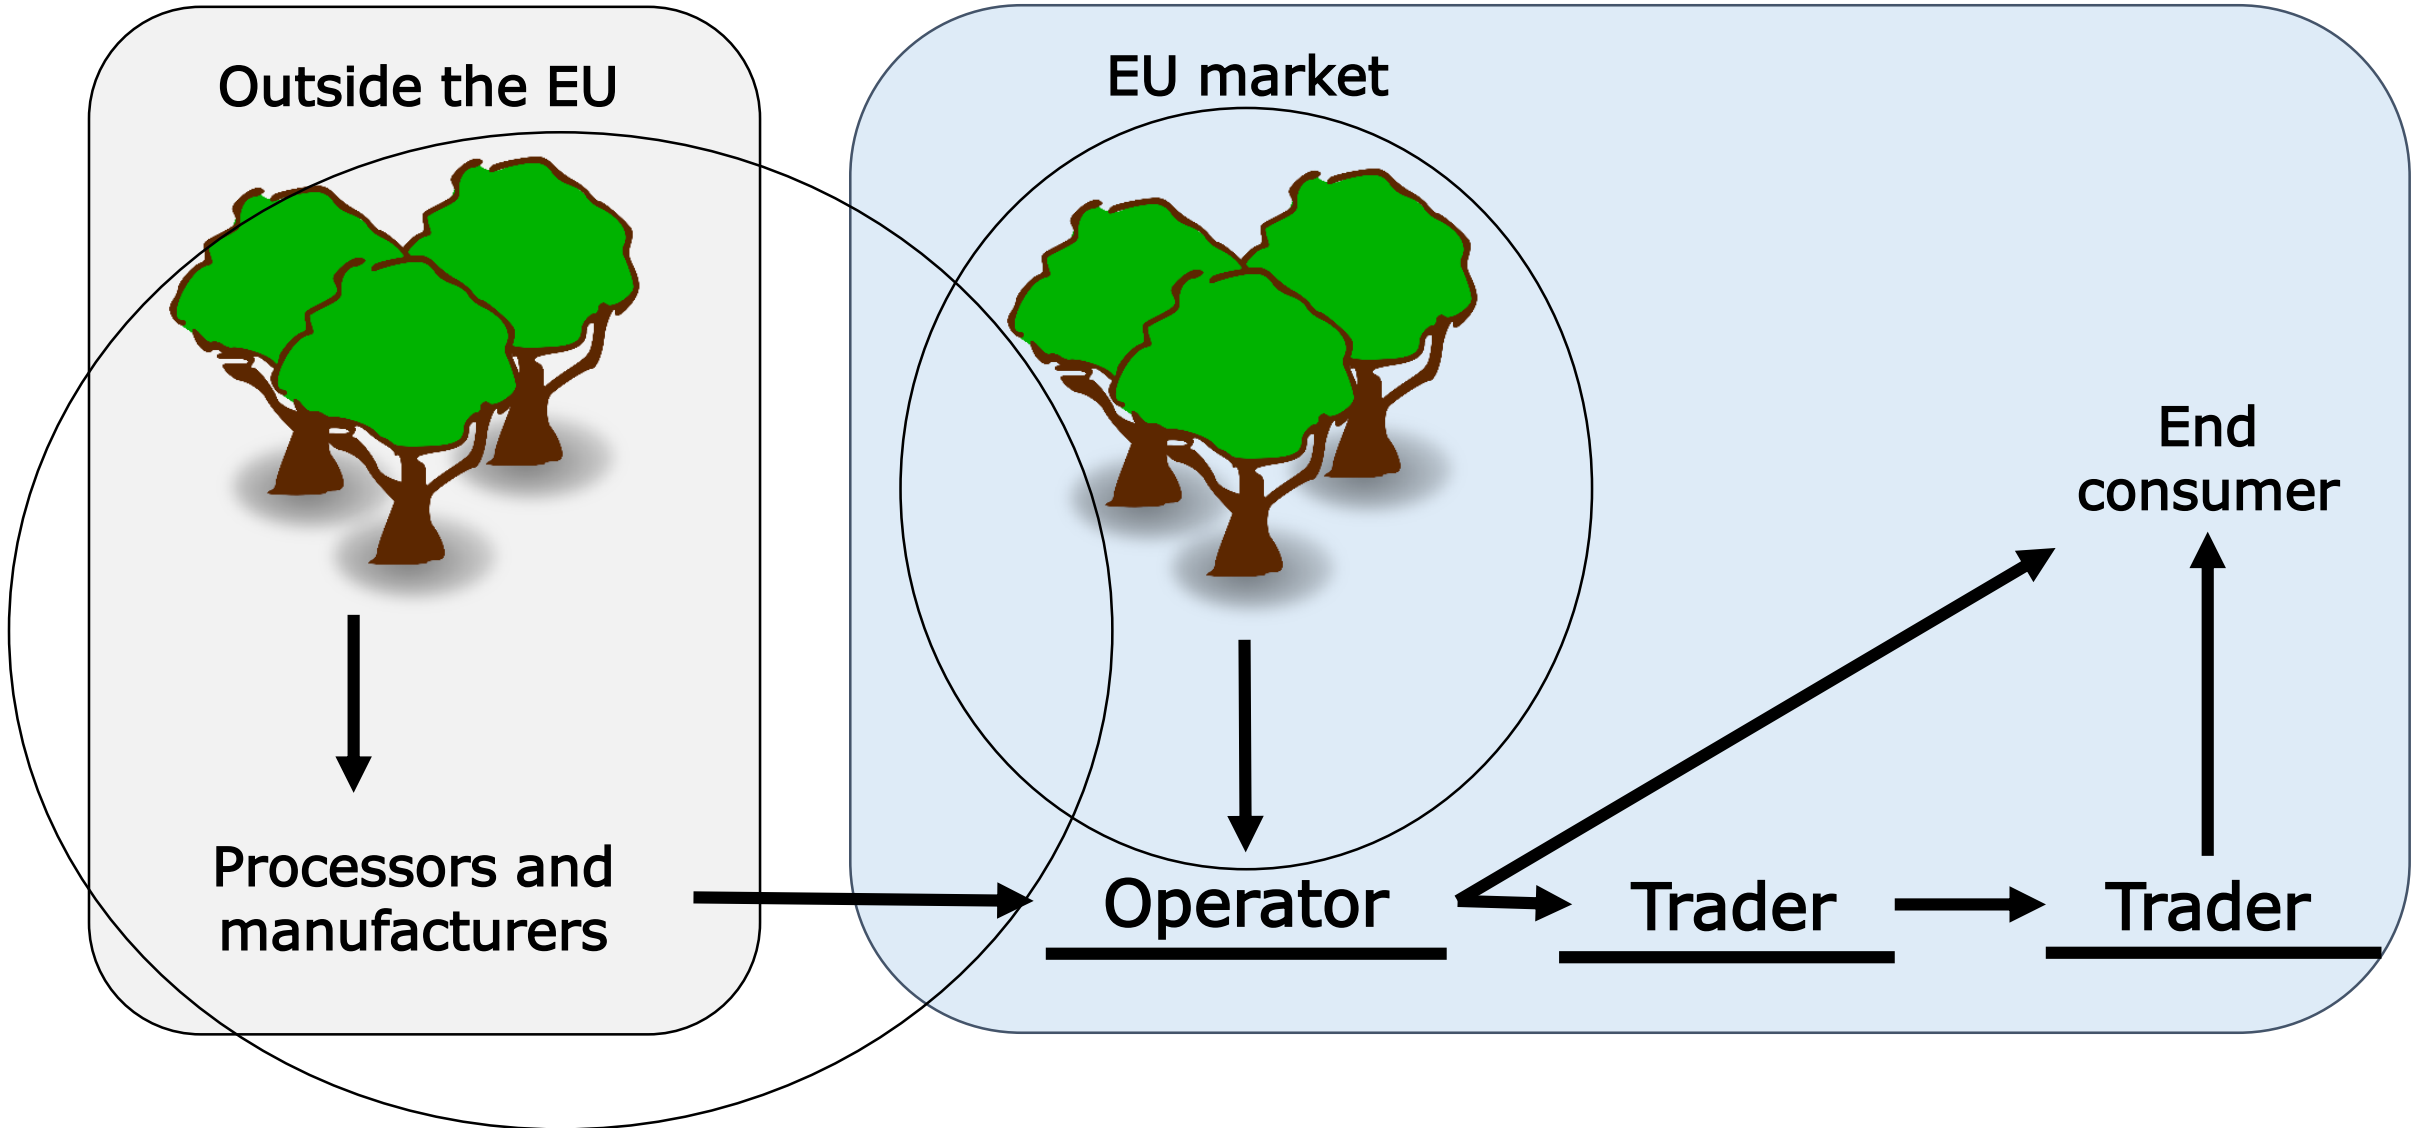 Outside the EU
EU market
End
consumer
Processors and
manufacturers
Operator
Trader
Trader